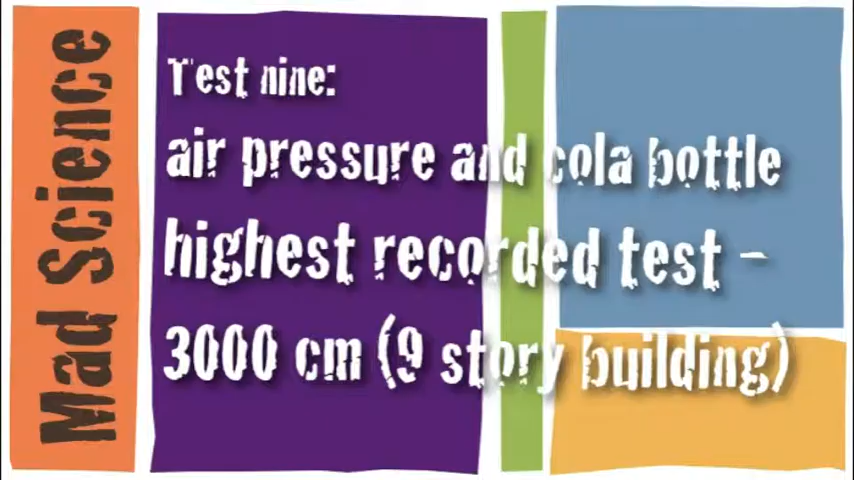 Mad Science
Test nine:
air pressure and cola bottle
highest recorded test -
3000 cm (9 story building)